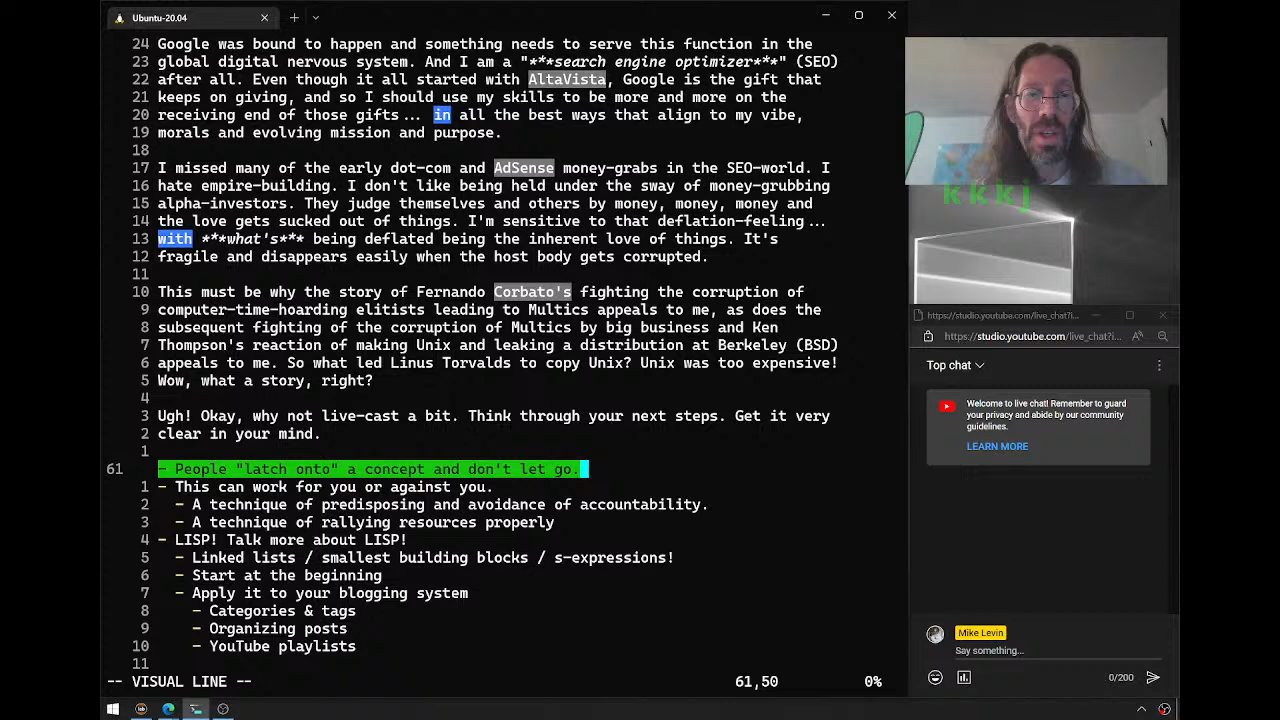 Ubuntu-20.04
24 Google was bound to happen and something needs to serve this function in the
23 global digital nervous system. And I am a "***search engine optimizer***" (SEO)
22 after all. Even though it all started with AltaVista, Google is the gift that
21 keeps on giving, and so I should use my skills to be more and more on the
20 receiving end of those gifts... in all the best ways that align to my vibe,
19 morals and evolving mission and purpose.
18
17 I missed many of the early dot-com and AdSense money-grabs in the SEO-world. I
16 hate empire-building. I don't like being held under the sway of money-grubbing
15 alpha-investors. They judge themselves and others by money, money, money and
14 the love gets sucked out of things. I'm sensitive to that deflation-feeling...
13 with ***what's*** being deflated being the inherent love of things. It's
12 fragile and disappears easily when the host body gets corrupted.
11
10 This must be why the story of Fernando Corbato's fighting the corruption of
9 computer-time-hoarding elitists leading to Multics appeals to me, as does the
8 subsequent fighting of the corruption of Multics by big business and Ken
7 Thompson's reaction of making Unix and leaking a distribution at Berkeley (BSD)
6 appeals to me. So what led Linus Torvalds to copy Unix? Unix was too expensive!
5 Wow, what a story, right?
4
3 Ugh! Okay, why not live-cast a bit. Think through your next steps. Get it very
2 clear in your mind.
1
61 - People "latch onto" a concept and don't let go.
1 - This can work for you or against you.
2 - A technique of predisposing and avoidance of accountability.
3 - A technique of rallying resources properly
4 - LISP! Talk more about LISP!
5 - Linked lists / smallest building blocks / s-expressions!
6 - Start at the beginning
7 - Apply it to your blogging system
8 - Categories & tags
9 - Organizing posts
10 - YouTube playlists
11
-- VISUAL LINE -- 61,50 0%
k k k j
https://studio.youtube.com/live_chat?i...
https://studio.youtube.com/live_chat?i...
Top chat
Welcome to live chat! Remember to guard
your privacy and abide by our community
guidelines.
LEARN MORE
Mike Levin
Say something...
0/200